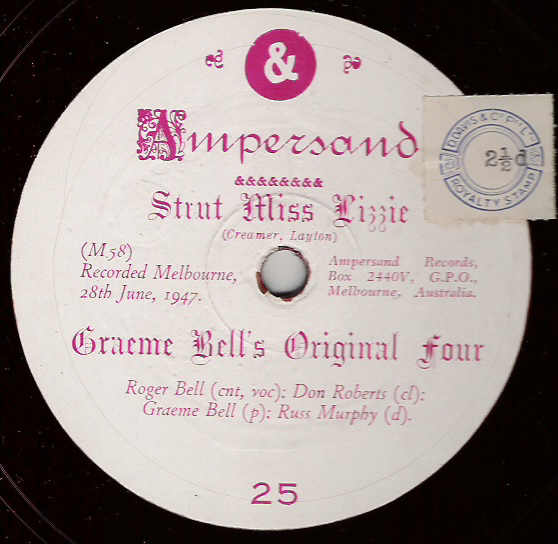 &
Ampersand
&&&&&&&&
Strut Miss Lizzie
(Creamer, Layton)
(M58)
Recorded Melbourne,
28th June, 1947.
Ampersand Records,
Box 2440V, G.P.O.,
Melbourne, Australia.
Graeme Bell's Original Four
Roger Bell (cnt, voc): Don Roberts (cl):
Graeme Bell (p): Russ Murphy (d).
25
2½d
ROYALTY STAMP